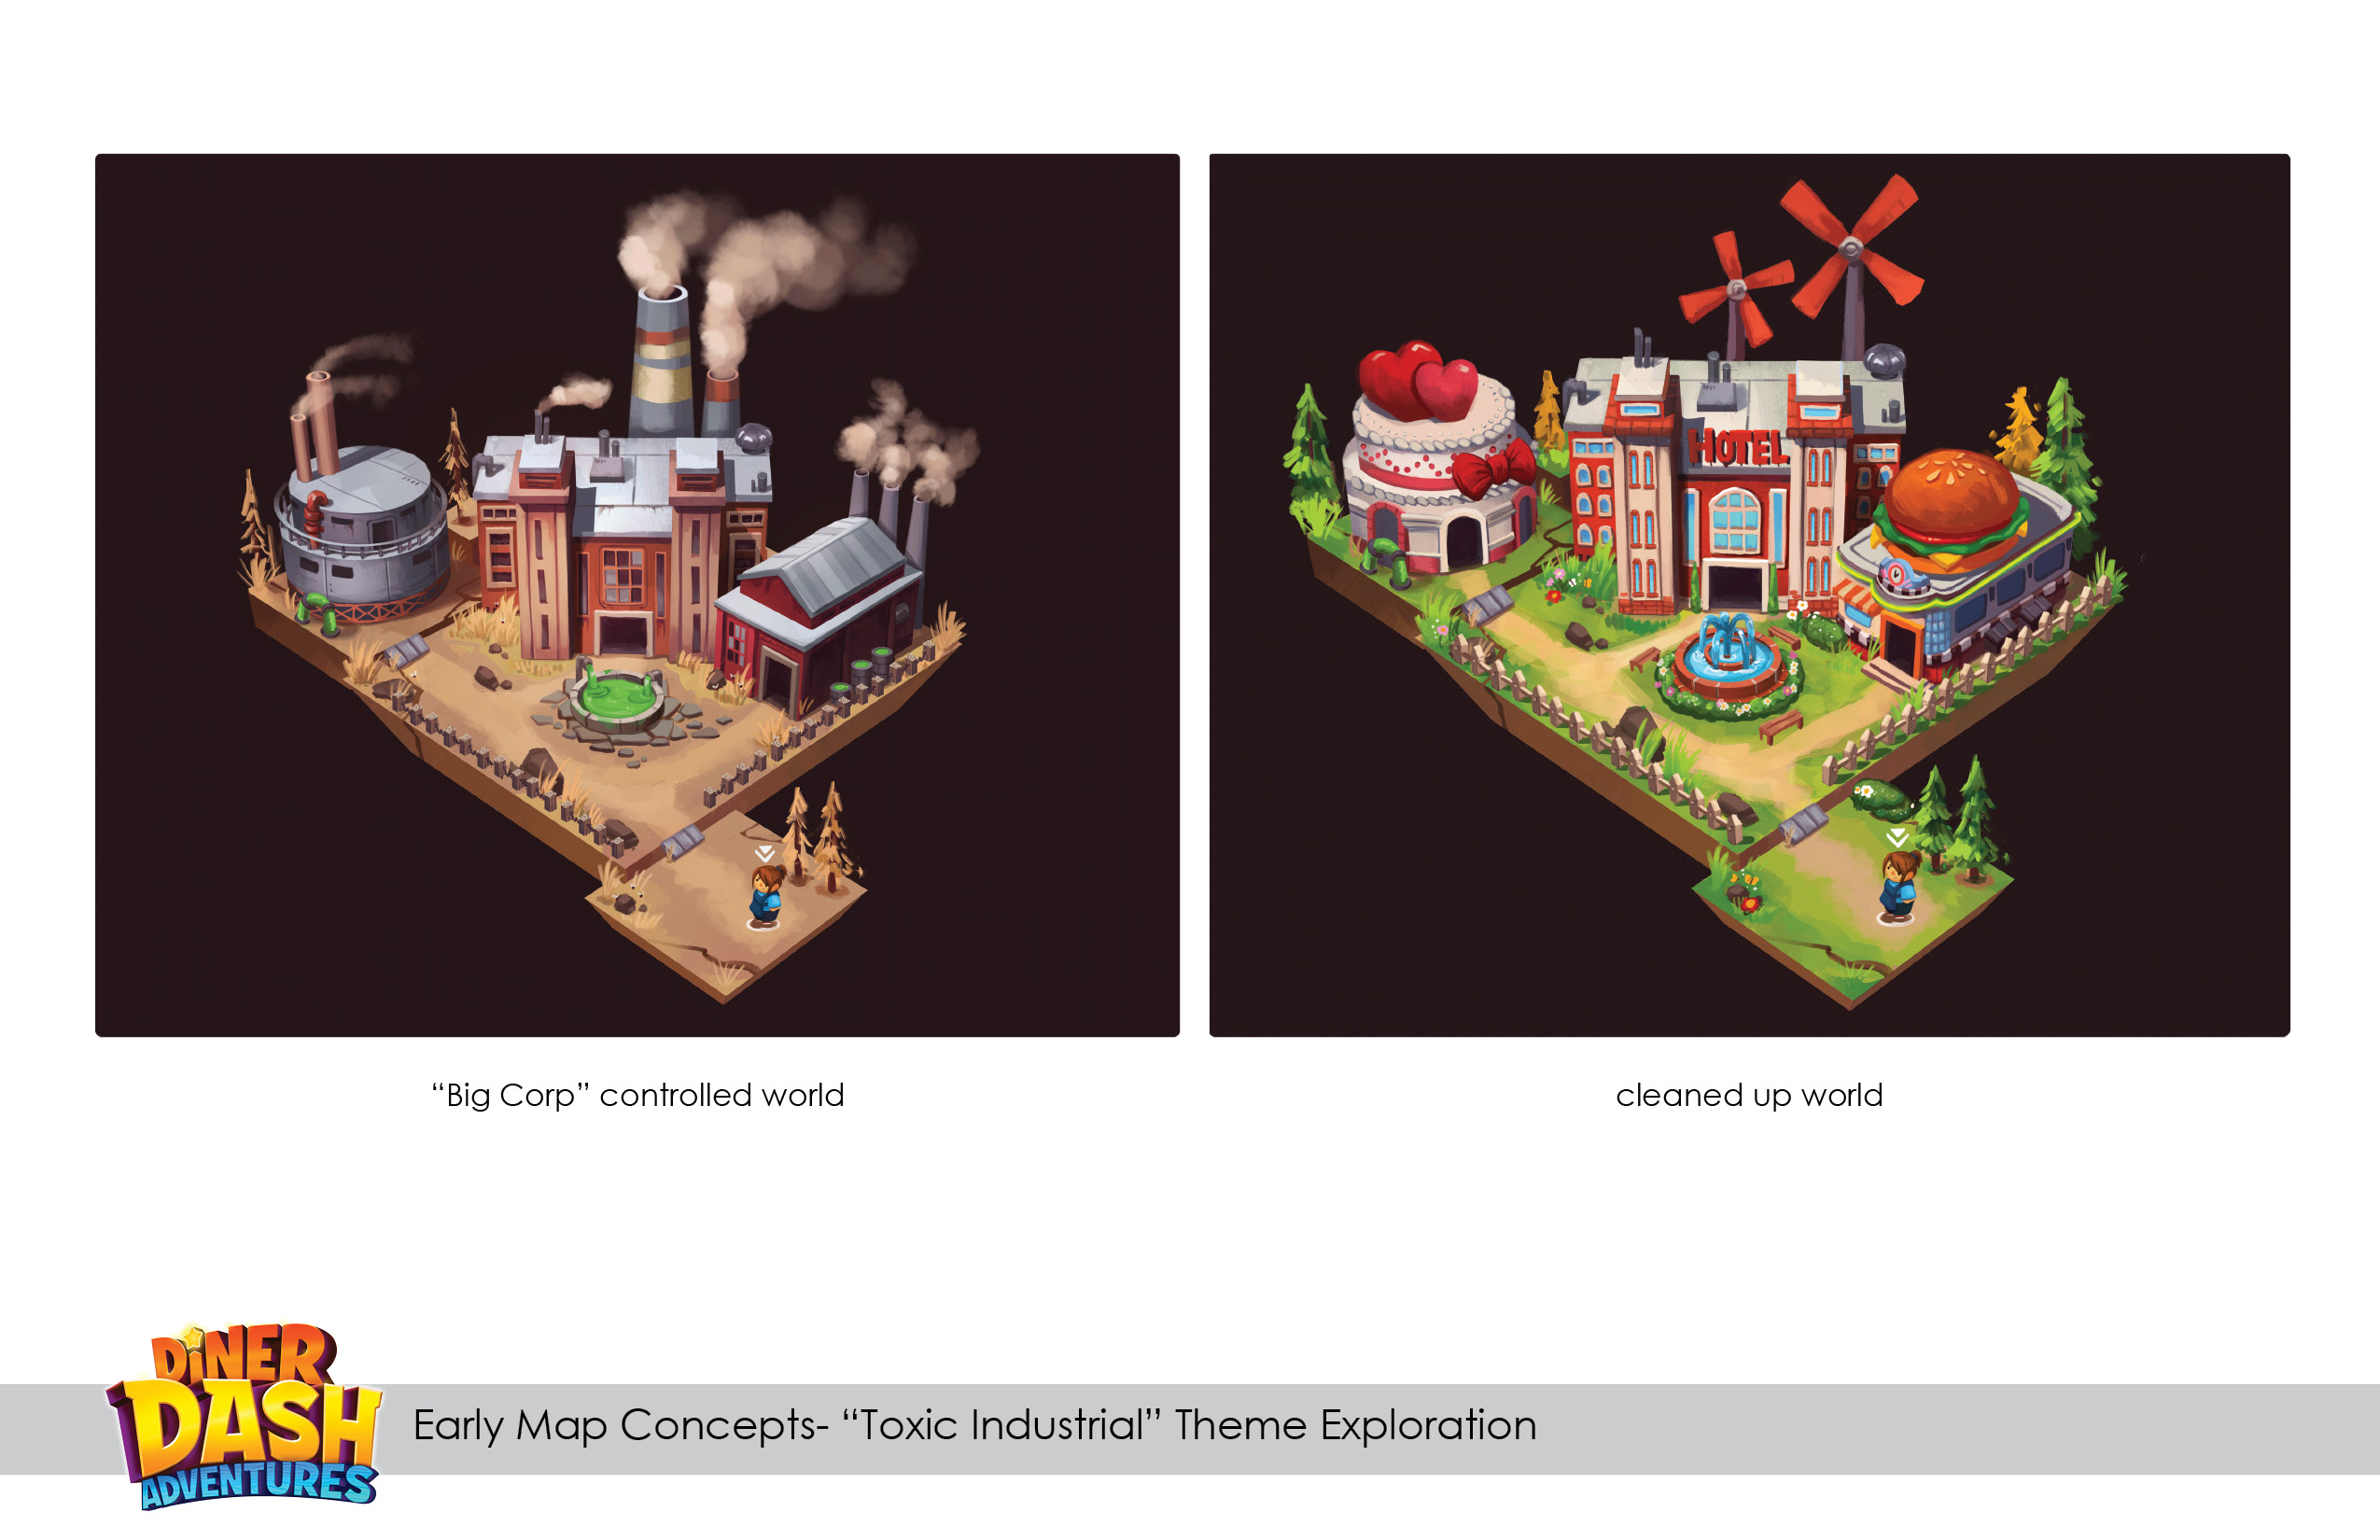 HOTEL
“Big Corp” controlled world
cleaned up world
DiNER
DASH
ADVENTURES
Early Map Concepts- “Toxic Industrial” Theme Exploration